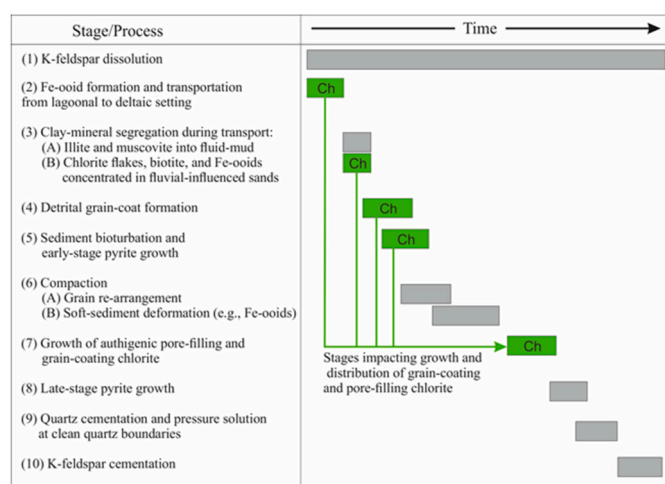 Stage/Process
Time
(1) K-feldspar dissolution
(2) Fe-ooid formation and transportation
from lagoonal to deltaic setting
Ch
(3) Clay-mineral segregation during transport:
(A) Illite and muscovite into fluid-mud
(B) Chlorite flakes, biotite, and Fe-ooids
concentrated in fluvial-influenced sands
Ch
(4) Detrital grain-coat formation
Ch
(5) Sediment bioturbation and
early-stage pyrite growth
Ch
(6) Compaction
(A) Grain re-arrangement
(B) Soft-sediment deformation (e.g., Fe-ooids)
(7) Growth of authigenic pore-filling and
grain-coating chlorite
Ch
Stages impacting growth and
distribution of grain-coating
and pore-filling chlorite
(8) Late-stage pyrite growth
(9) Quartz cementation and pressure solution
at clean quartz boundaries
(10) K-feldspar cementation